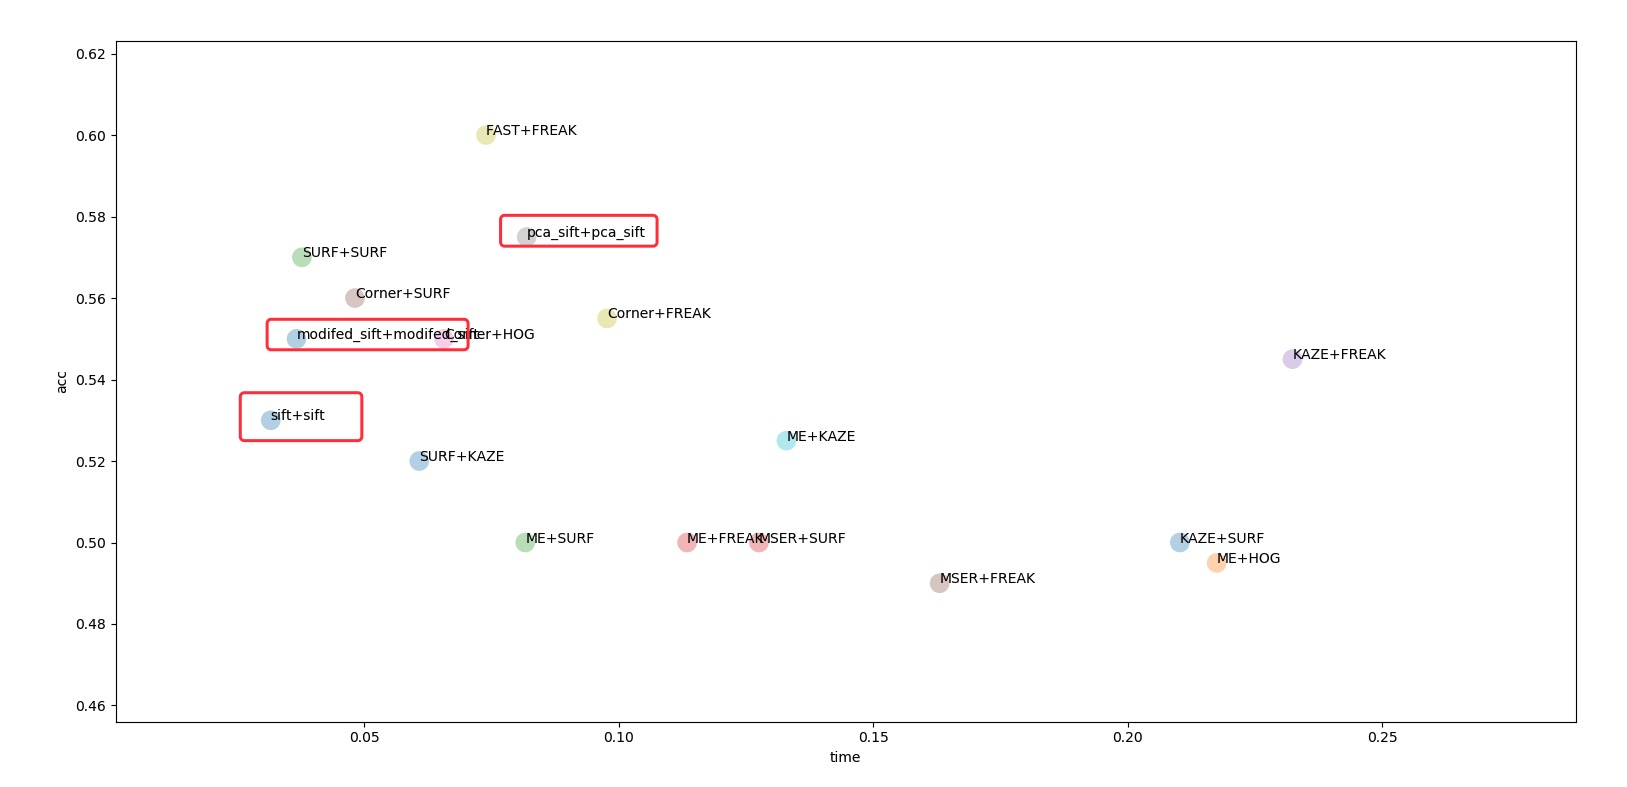 0.62
FAST+FREAK
0.60
0.58
pca_sift+pca_sift
SURF+SURF
Corner+SURF
0.56
Corner+FREAK
modifed_sift+modifed_sift
Corner+HOG
KAZE+FREAK
acc
0.54
sift+sift
ME+KAZE
0.52
SURF+KAZE
0.50
ME+SURF
ME+FREAK
MSER+SURF
KAZE+SURF
ME+HOG
MSER+FREAK
0.48
0.46
0.05
0.10
0.15
0.20
0.25
time